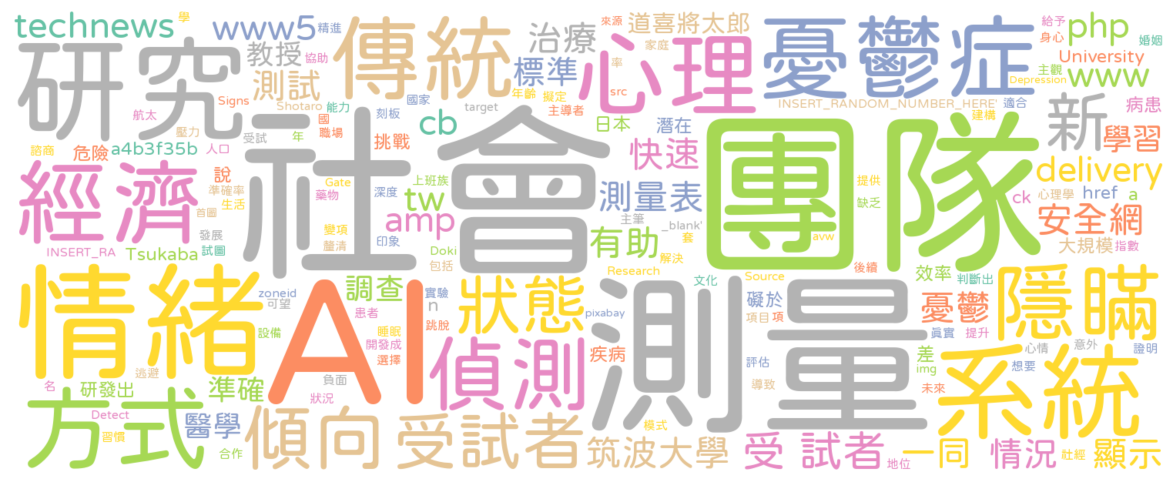 technews
www5
傳統
治療
道喜將太郎
來源
學
精進
協助
教授
測試
標準
家庭
率
心理
憂鬱症
給予
身心
php
婚姻
www
University
主觀
Depression
研究
航太
Signs
Shotaro
壓力
國家
能力
刻板
target
年齡
擬定
主導者
src
INSERT_RANDOM_NUMBER_HERE'
適合
建構
病患
諮商
危險
a4b3f35b
人口
受試
年
國
職場
挑戰
cb
日本
潛在
新
學習
說
社會
團隊
快速
delivery
經濟
準確率
生活
首圖
Gate
藥物
深度
上班族
tw
測量表
提供
缺乏
心理學
href
a
ck
發展
試圖
變項
釐清
印象
amp
主筆
_blank'
套
avw
安全網
INSERT_RA
Tsukaba
Doki
包括
有助
解決
後續
大規模
指數
情緒
zoneid
可望
調查
實驗
n
狀態
Research
文化
Source
效率
判斷出
隱瞞
AI
患者
跳脫
pixabay
測量
礙於
項目
項
憂鬱
真實
提升
設備
睡眠
開發成
選擇
偵測
疾病
評估
差
img
心情
意外
證明
逃避
負面
導致
未來
想要
系統
名
研發出
準確
狀況
方式
Detect
習慣
醫學
合作
傾向
受試者
模式
筑波大學
受 試者
地位
一同
情況
社經
顯示